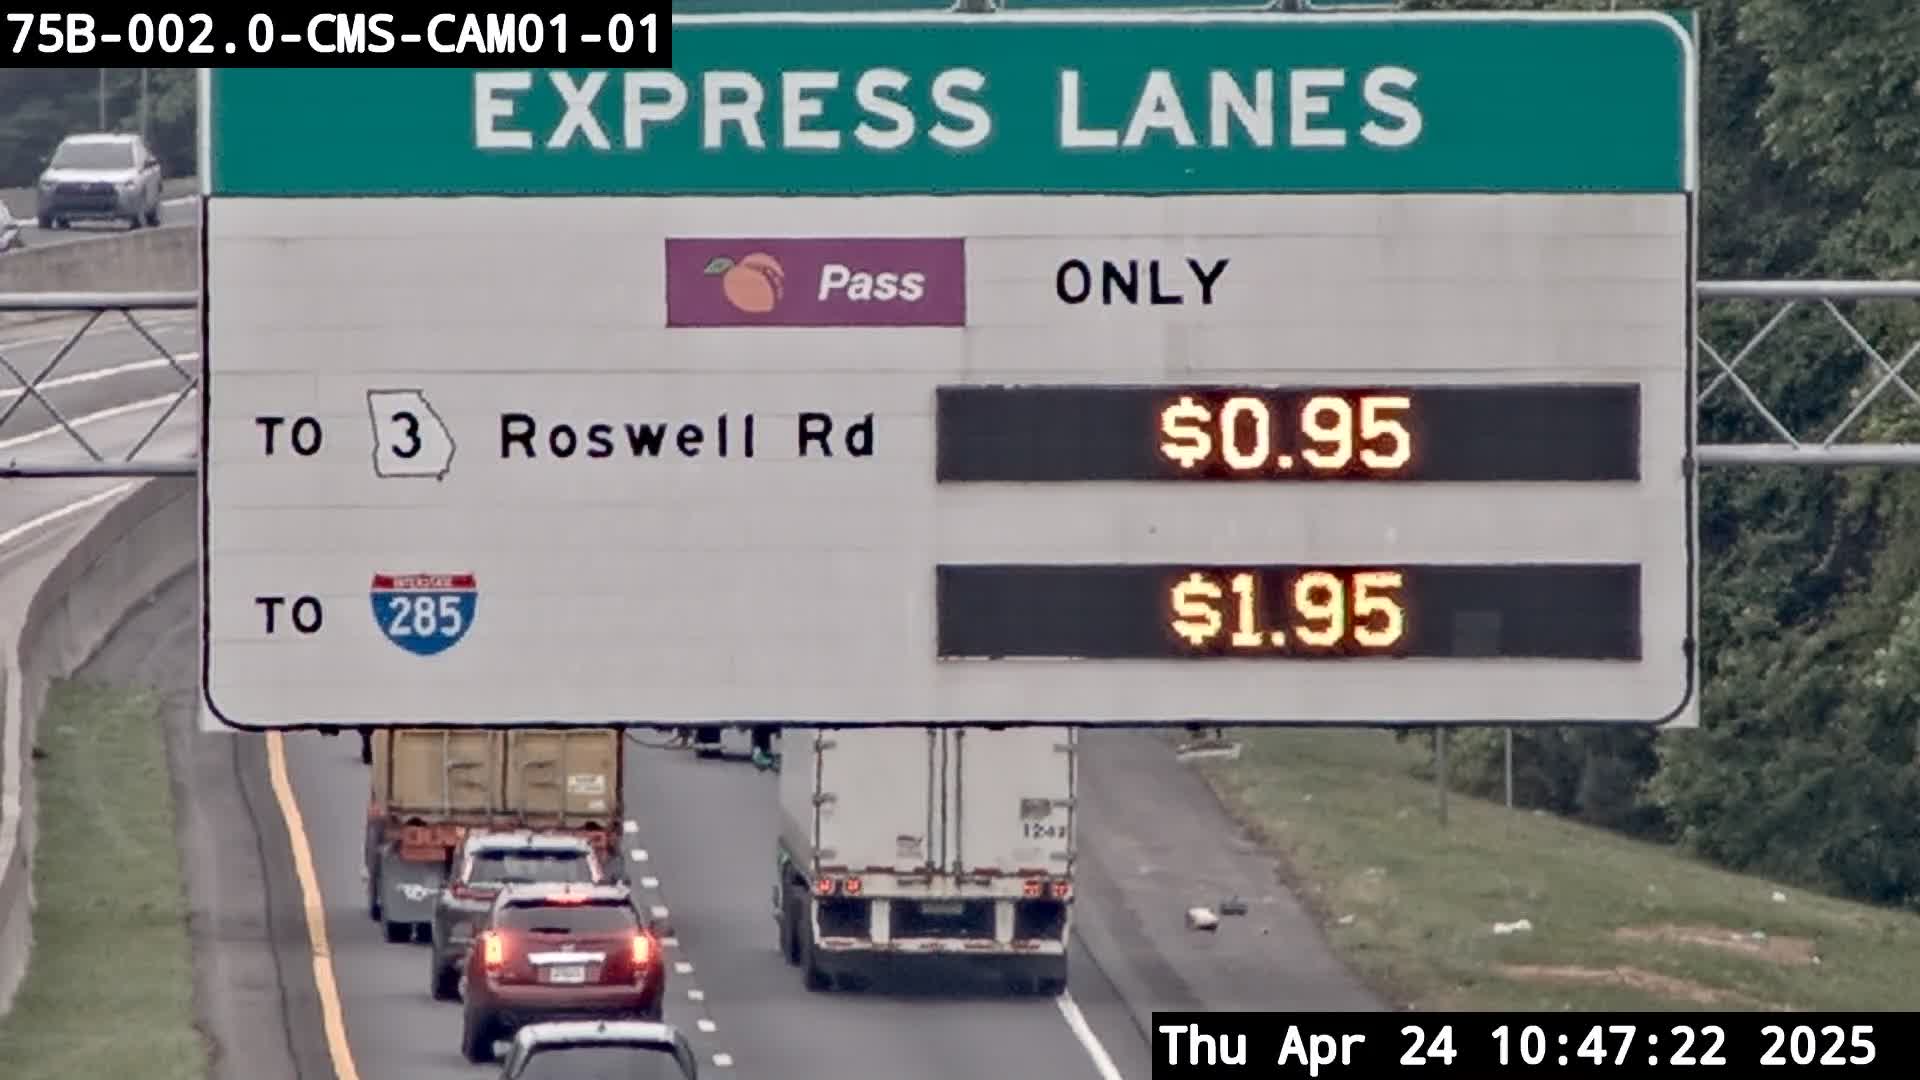 75B-002.0-CMS-CAM01-01
EXPRESS LANES
Pass ONLY
TO 3 Roswell Rd $0.95
TO INTERSTATE 285 $1.95
Thu Apr 24 10:47:22 2025